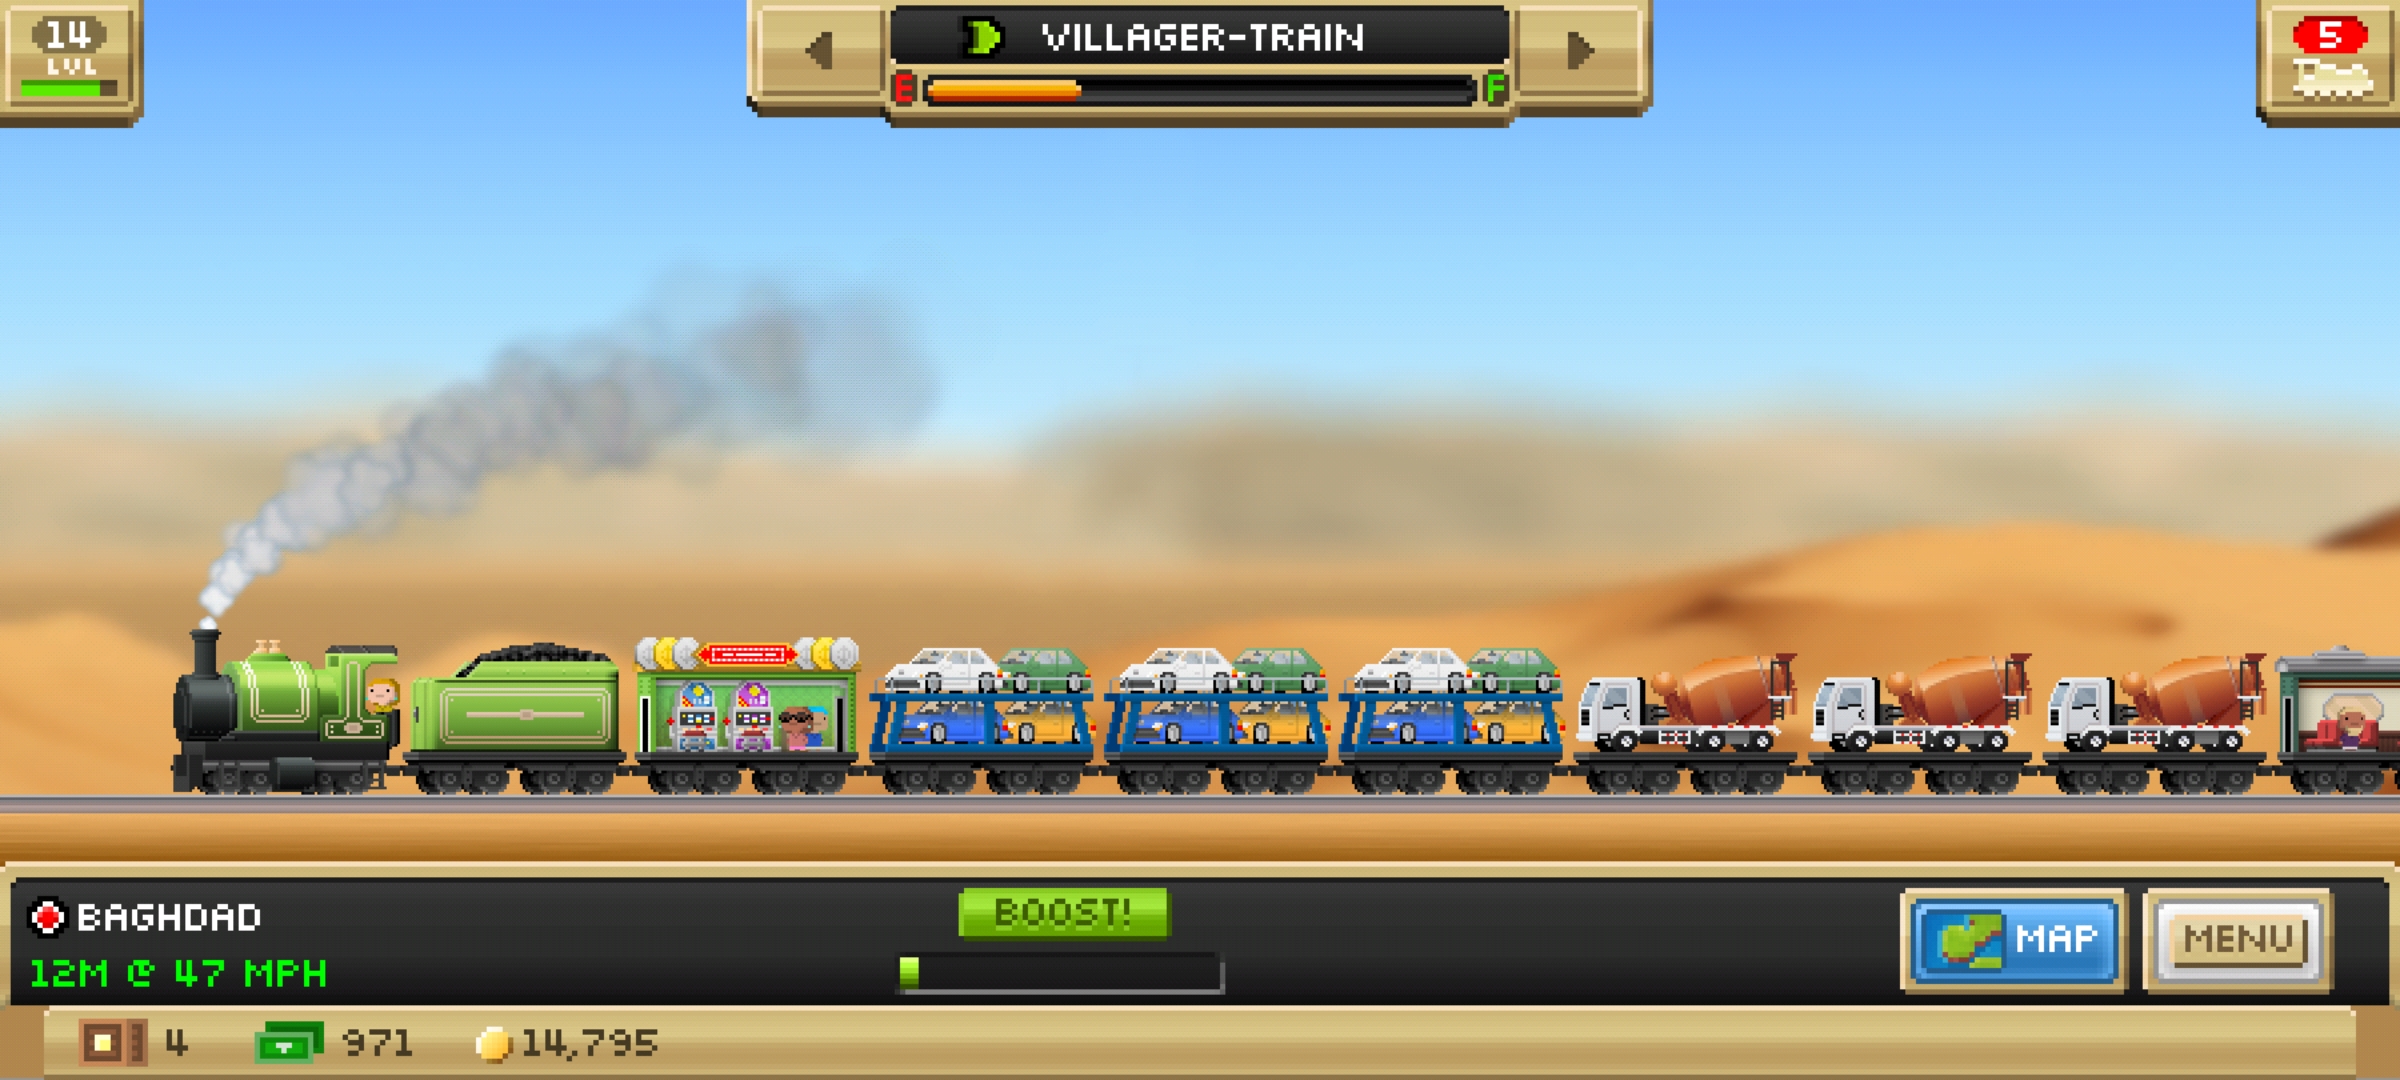 14
LVL
VILLAGER-TRAIN
E F
5
BAGHDAD
12M @ 47 MPH
BOOST!
MAP
MENU
4
971
14,795